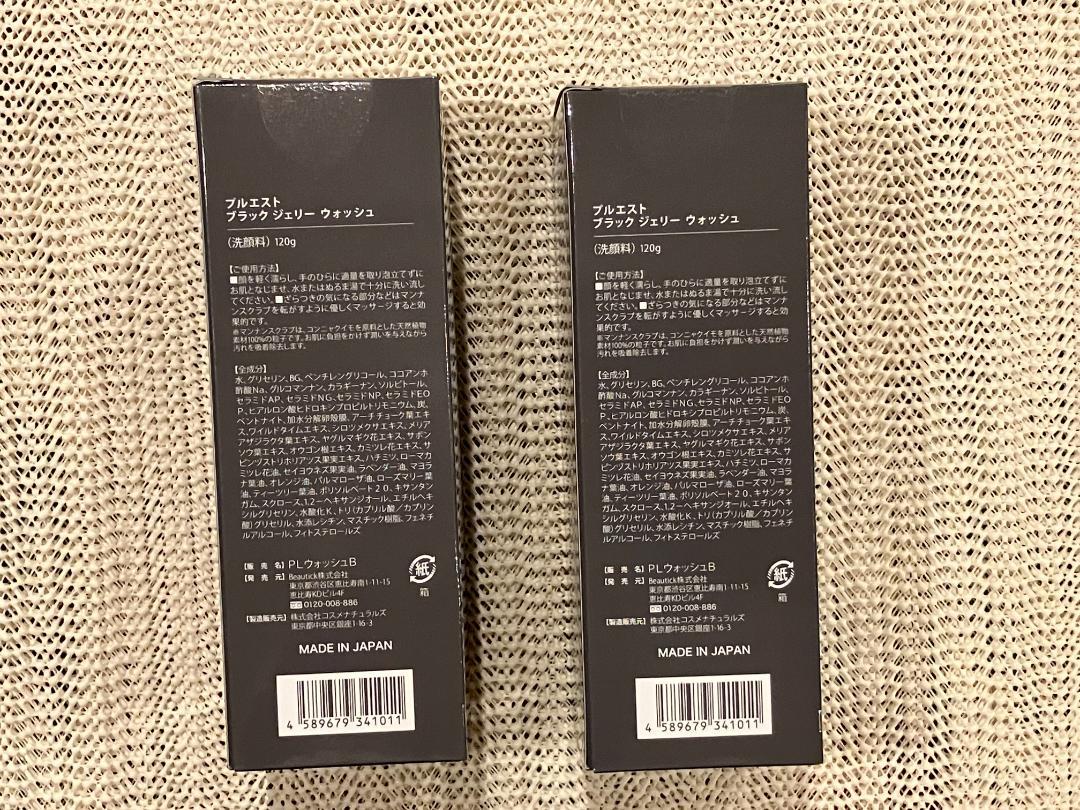 プルエスト
ブラック ジェリー ウォッシュ
（洗顔料）120g
【ご使用方法】
■顔を軽く濡らし、手のひらに適量を取り泡立てずに
お肌となじませ、水またはぬるま湯で十分に洗い流し
てください。■ざらつきの気になる部分などはマンナ
ンスクラブを転がすように優しくマッサージすると効
果的です。
※マンナンスクラブは、コンニャクイモを原料とした天然植物
素材100%の粒子です。お肌に負担をかけず潤いを与えながら
汚れを吸着除去します。
【全成分】
水、グリセリン、BG、ペンチレングリコール、ココアンホ
酢酸Na、グルコマンナン、カラギーナン、ソルビトール、
セラミドAP、セラミドNG、セラミドNP、セラミドEO
P、ヒアルロン酸ヒドロキシプロピルトリモニウム、炭、
ベントナイト、加水分解卵殻膜、アーチチョーク葉エキ
ス、ワイルドタイムエキス、シロツメクサエキス、メリア
アザジラクタ葉エキス、ヤグルマギク花エキス、サボン
ソウ葉エキス、オウゴン根エキス、カミツレ花エキス、サ
ピンヅストリホリアツス果実エキス、ハチミツ、ローマカ
ミツレ花油、セイヨウネズ果実油、ラベンダー油、マヨラ
ナ葉油、オレンジ油、パルマローザ油、ローズマリー葉
油、ティーツリー葉油、ポリソルベート２０、キサンタン
ガム、スクロース、1,2－ヘキサンジオール、エチルヘキ
シルグリセリン、水酸化K、トリ（カプリル酸／カプリン
酸）グリセリル、水添レシチン、マスチック樹脂、フェネチ
ルアルコール、フィトステロールズ
【販売名】PLウォッシュB
【発売元】Beautick株式会社
東京都渋谷区恵比寿南1-11-15
恵比寿KDビル4F
0120-008-886
【製造販売元】株式会社コスメナチュラルズ
東京都中央区銀座1-16-3
紙
箱
MADE IN JAPAN
4 589679 341011
プルエスト
ブラック ジェリー ウォッシュ
（洗顔料）120g
【ご使用方法】
■顔を軽く濡らし、手のひらに適量を取り泡立てずに
お肌となじませ、水またはぬるま湯で十分に洗い流し
てください。■ざらつきの気になる部分などはマンナ
ンスクラブを転がすように優しくマッサージすると効
果的です。
※マンナンスクラブは、コンニャクイモを原料とした天然植物
素材100%の粒子です。お肌に負担をかけず潤いを与えながら
汚れを吸着除去します。
【全成分】
水、グリセリン、BG、ペンチレングリコール、ココアンホ
酢酸Na、グルコマンナン、カラギーナン、ソルビトール、
セラミドAP、セラミドNG、セラミドNP、セラミドEO
P、ヒアルロン酸ヒドロキシプロピルトリモニウム、炭、
ベントナイト、加水分解卵殻膜、アーチチョーク葉エキ
ス、ワイルドタイムエキス、シロツメクサエキス、メリア
アザジラクタ葉エキス、ヤグルマギク花エキス、サボン
ソウ葉エキス、オウゴン根エキス、カミツレ花エキス、サ
ピンヅストリホリアツス果実エキス、ハチミツ、ローマカ
ミツレ花油、セイヨウネズ果実油、ラベンダー油、マヨラ
ナ葉油、オレンジ油、パルマローザ油、ローズマリー葉
油、ティーツリー葉油、ポリソルベート２０、キサンタン
ガム、スクロース、1,2－ヘキサンジオール、エチルヘキ
シルグリセリン、水酸化K、トリ（カプリル酸／カプリン
酸）グリセリル、水添レシチン、マスチック樹脂、フェネチ
ルアルコール、フィトステロールズ
【販売名】PLウォッシュB
【発売元】Beautick株式会社
東京都渋谷区恵比寿南1-11-15
恵比寿KDビル4F
0120-008-886
【製造販売元】株式会社コスメナチュラルズ
東京都中央区銀座1-16-3
紙
箱
MADE IN JAPAN
4 589679 341011